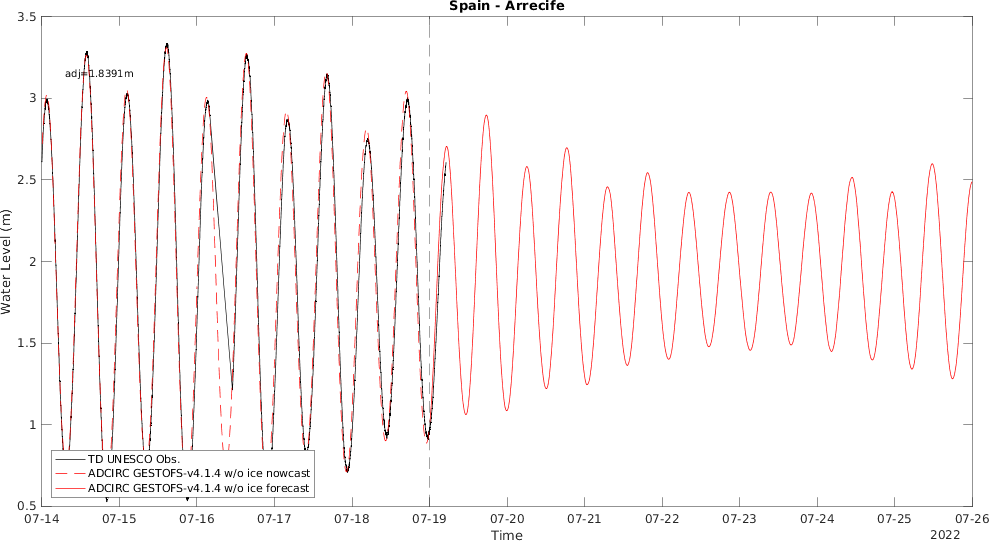 Spain - Arrecife
3.5
3
2.5
2
1.5
1
0.5
Water Level (m)
adj=1.8391m
TD UNESCO Obs.
ADCIRC GESTOFS-v4.1.4 w/o ice nowcast
ADCIRC GESTOFS-v4.1.4 w/o ice forecast
07-14 07-15 07-16 07-17 07-18 07-19 07-20 07-21 07-22 07-23 07-24 07-25 07-26
Time
2022